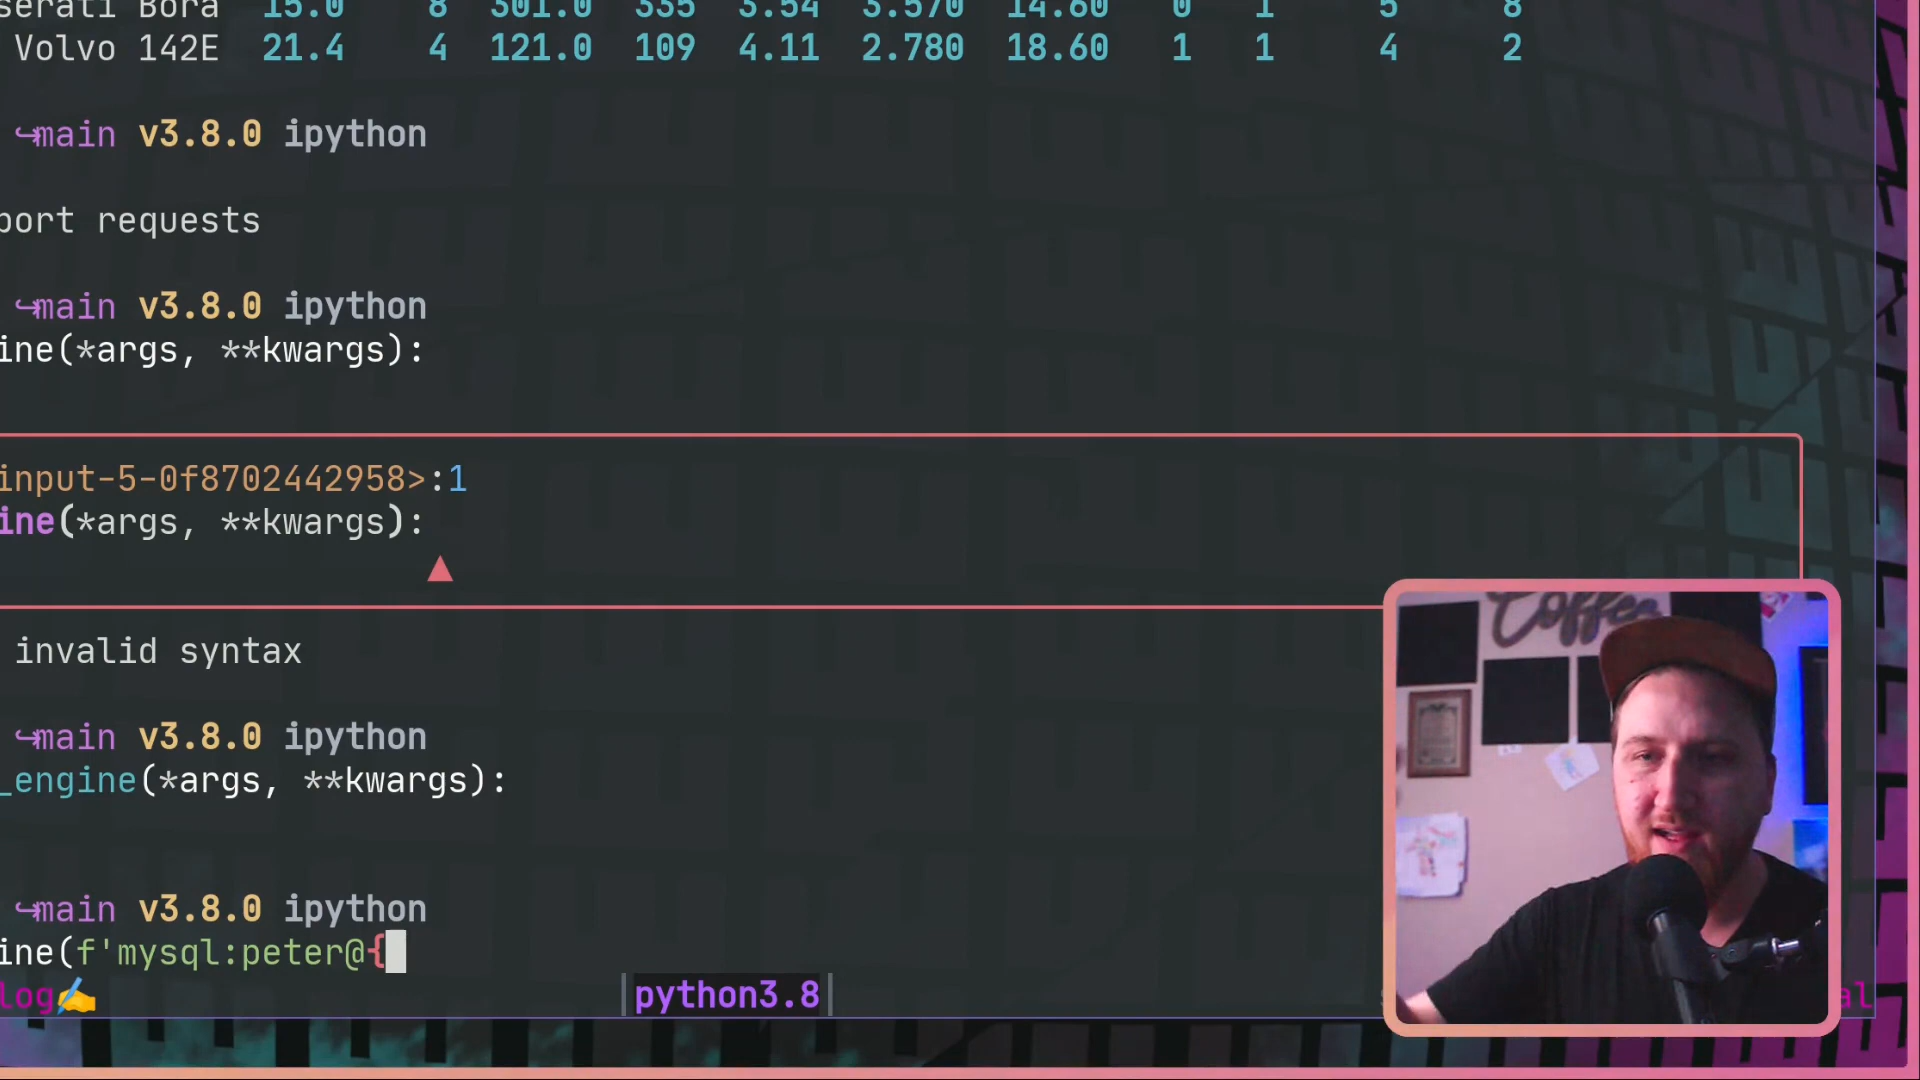 serati Bora 15.0 8 301.0 335 3.54 3.570 14.60 0 1 5 8
Volvo 142E 21.4 4 121.0 109 4.11 2.780 18.60 1 1 4 2
↪main v3.8.0 ipython
port requests
↪main v3.8.0 ipython
ine(*args, **kwargs):
input-5-0f8702442958>:1
ine(*args, **kwargs):
▲
invalid syntax
↪main v3.8.0 ipython
_engine(*args, **kwargs):
↪main v3.8.0 ipython
ine(f'mysql:peter@{
log✍ |python3.8| al
Coffee